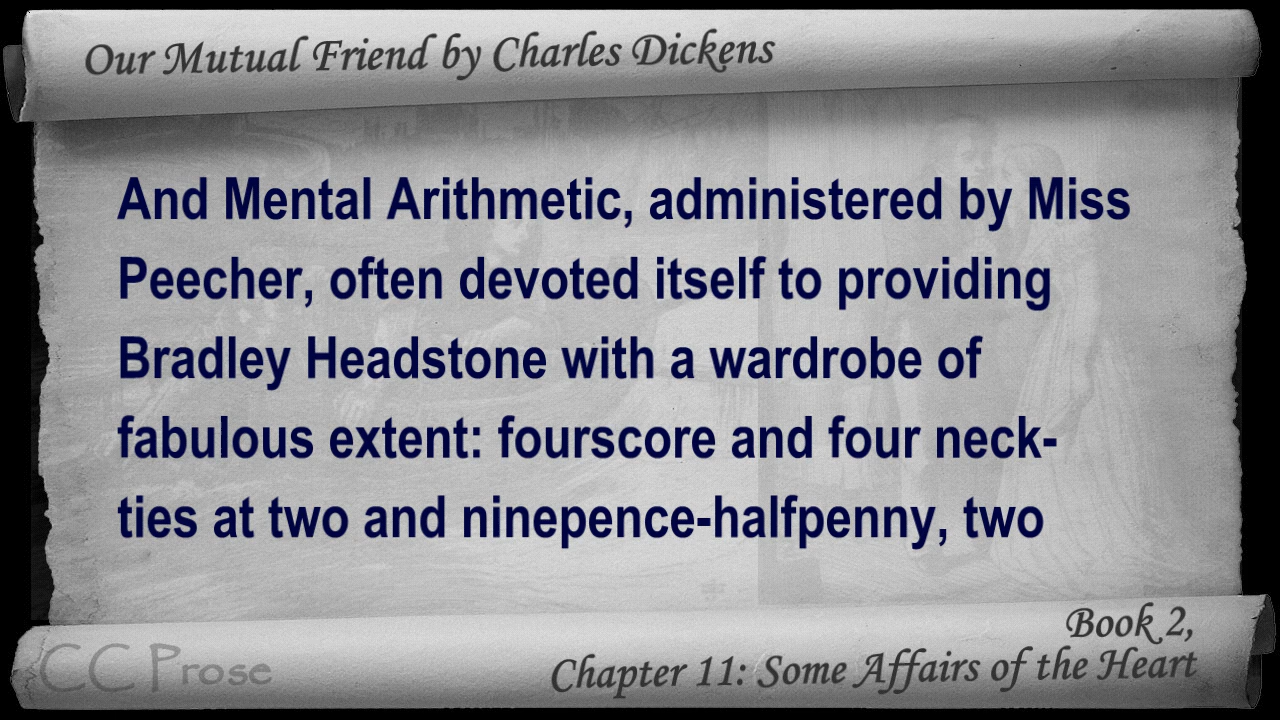 Our Mutual Friend by Charles Dickens
And Mental Arithmetic, administered by Miss
Peecher, often devoted itself to providing
Bradley Headstone with a wardrobe of
fabulous extent: fourscore and four neck-
ties at two and ninepence-halfpenny, two
Book 2,
Chapter 11: Some Affairs of the Heart
CC Prose